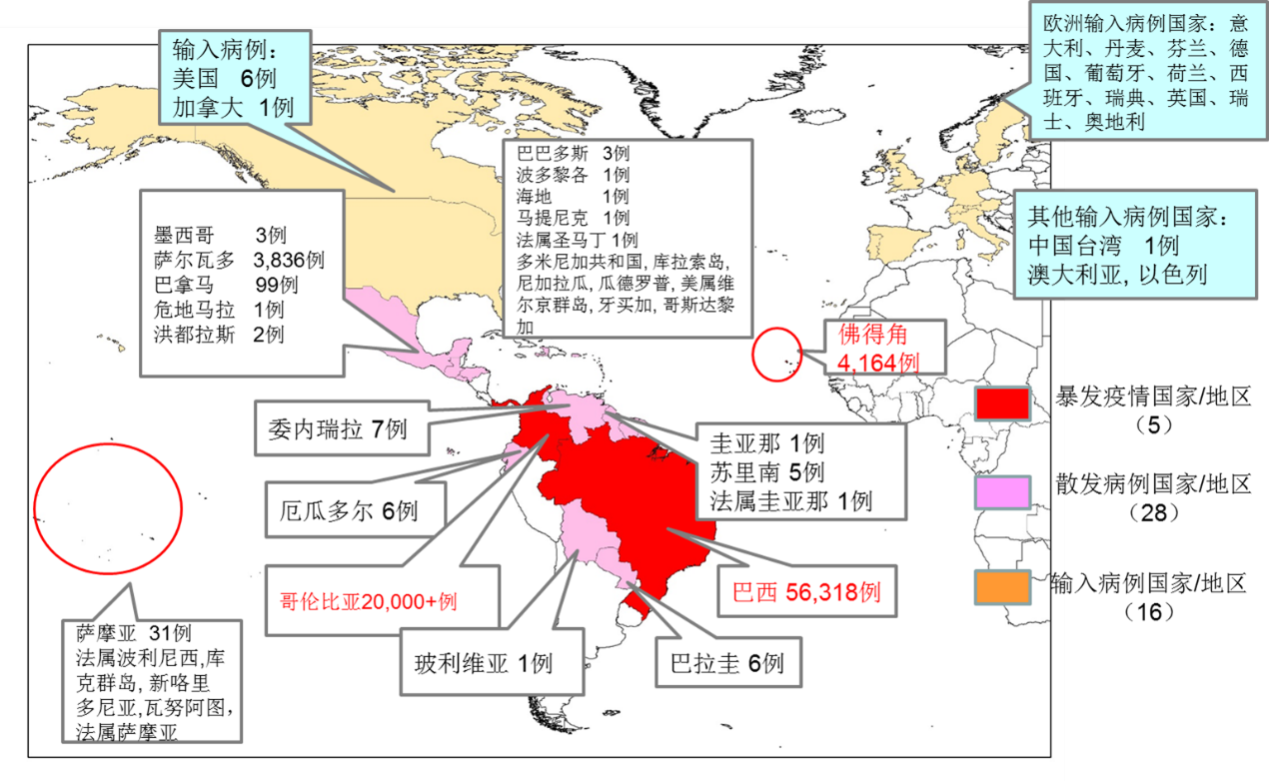 输入病例：
美国 6例
加拿大 1例
欧洲输入病例国家：意
大利、丹麦、芬兰、德
国、葡萄牙、荷兰、西
班牙、瑞典、英国、瑞
士、奥地利
巴巴多斯 3例
波多黎各 1例
海地 1例
马提尼克 1例
法属圣马丁 1例
多米尼加共和国, 库拉索岛,
尼加拉瓜, 瓜德罗普, 美属维
尔京群岛, 牙买加, 哥斯达黎
加
墨西哥 3例
萨尔瓦多 3,836例
巴拿马 99例
危地马拉 1例
洪都拉斯 2例
其他输入病例国家：
中国台湾 1例
澳大利亚, 以色列
佛得角
4,164例
暴发疫情国家/地区
（5）
委内瑞拉 7例
圭亚那 1例
苏里南 5例
法属圭亚那 1例
散发病例国家/地区
（28）
厄瓜多尔 6例
哥伦比亚20,000+例
巴西 56,318例
输入病例国家/地区
（16）
萨摩亚 31例
法属波利尼西,库
克群岛, 新咯里
多尼亚,瓦努阿图,
法属萨摩亚
玻利维亚 1例
巴拉圭 6例